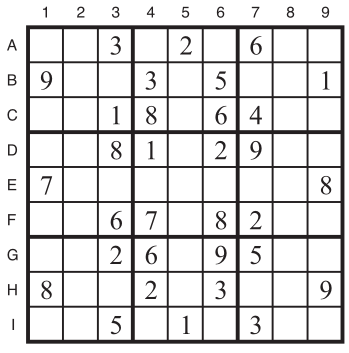 1 2 3 4 5 6 7 8 9
A 3 2 6
B 9 3 5 1
C 1 8 6 4
D 8 1 2 9
E 7 8
F 6 7 8 2
G 2 6 9 5
H 8 2 3 9
I 5 1 3